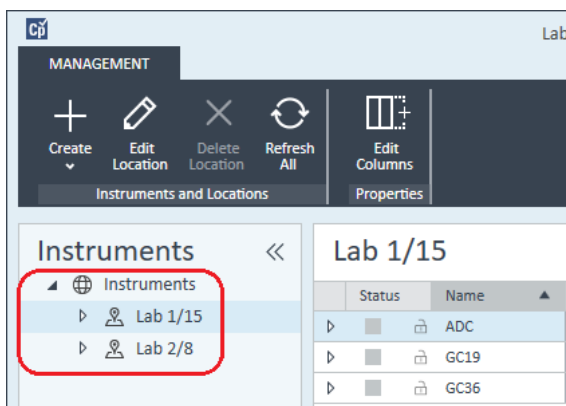 Cp
Lab
MANAGEMENT
Create
Edit Location
Delete Location
Refresh All
Edit Columns
Instruments and Locations
Properties
Instruments
Instruments
Lab 1/15
Lab 2/8
Lab 1/15
Status Name
ADC
GC19
GC36